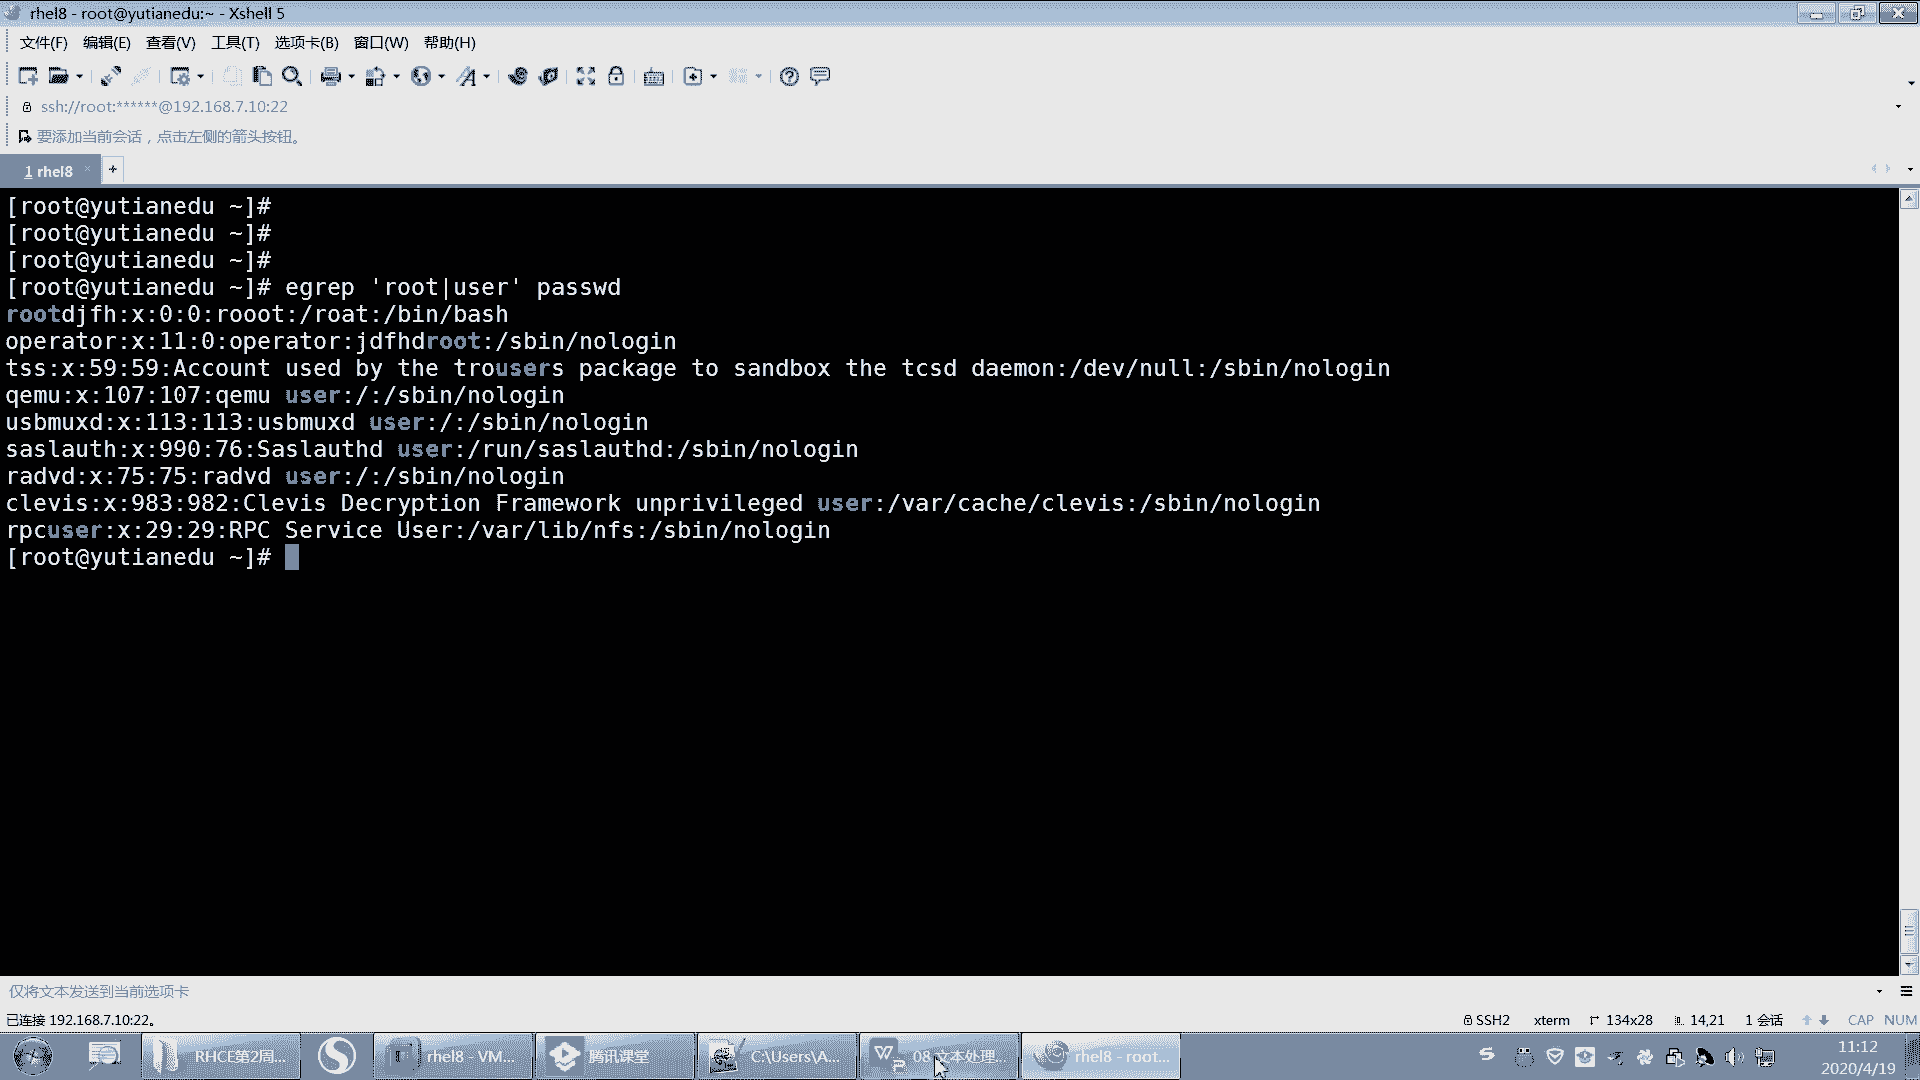 rhel8 - root@yutianedu:~ - Xshell 5
文件(F) 编辑(E) 查看(V) 工具(T) 选项卡(B) 窗口(W) 帮助(H)
ssh://root:******@192.168.7.10:22
要添加当前会话，点击左侧的箭头按钮。
1 rhel8
[root@yutianedu ~]#
[root@yutianedu ~]#
[root@yutianedu ~]#
[root@yutianedu ~]# egrep 'root|user' passwd
rootdjfh:x:0:0:rooot:/roat:/bin/bash
operator:x:11:0:operator:jdfhdroot:/sbin/nologin
tss:x:59:59:Account used by the trousers package to sandbox the tcsd daemon:/dev/null:/sbin/nologin
qemu:x:107:107:qemu user:/:/sbin/nologin
usbmuxd:x:113:113:usbmuxd user:/:/sbin/nologin
saslauth:x:990:76:Saslauthd user:/run/saslauthd:/sbin/nologin
radvd:x:75:75:radvd user:/:/sbin/nologin
clevis:x:983:982:Clevis Decryption Framework unprivileged user:/var/cache/clevis:/sbin/nologin
rpcuser:x:29:29:RPC Service User:/var/lib/nfs:/sbin/nologin
[root@yutianedu ~]#
仅将文本发送到当前选项卡
已连接 192.168.7.10:22。 SSH2 xterm 134x28 14,21 1 会话 CAP NUM
RHCE第2周... rhel8 - VM... 腾讯课堂 C:\Users\A... 08 文本处理... rhel8 - root... 11:12
2020/4/19